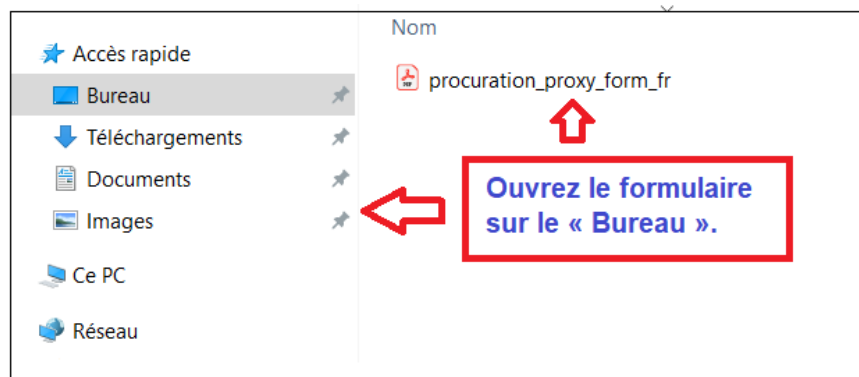 Nom
Accès rapide
procuration_proxy_form_fr
Bureau
Téléchargements
Documents
Images
Ouvrez le formulaire
sur le « Bureau ».
Ce PC
Réseau